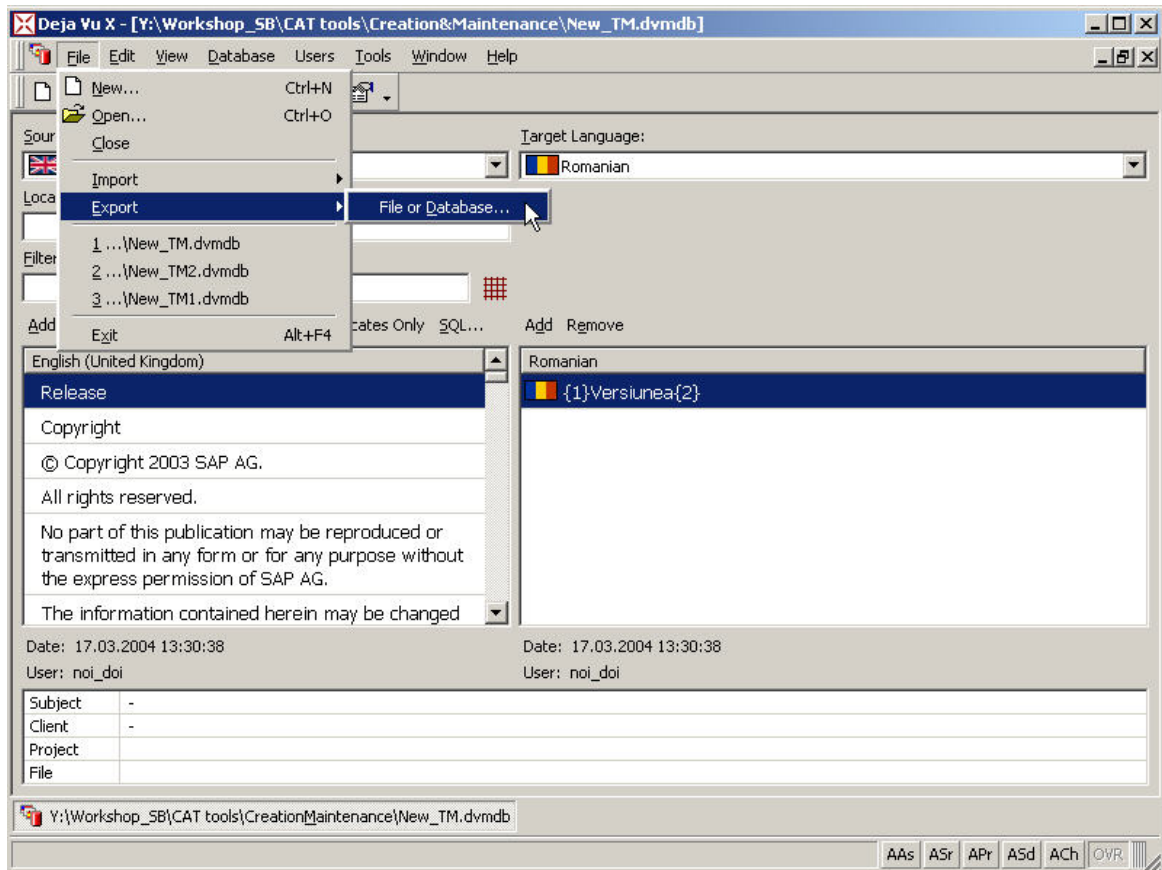 Deja Vu X - [Y:\Workshop_SB\CAT tools\Creation&Maintenance\New_TM.dvmdb]
File Edit View Database Users Tools Window Help
New... Ctrl+N
Open... Ctrl+O
Close
Import
Export
File or Database...
1 ...\New_TM.dvmdb
2 ...\New_TM2.dvmdb
3 ...\New_TM1.dvmdb
Exit Alt+F4
Target Language:
Romanian
Add SQL... Add Remove
English (United Kingdom) Romanian
Release {1}Versiunea{2}
Copyright
© Copyright 2003 SAP AG.
All rights reserved.
No part of this publication may be reproduced or
transmitted in any form or for any purpose without
the express permission of SAP AG.
The information contained herein may be changed
Date: 17.03.2004 13:30:38 Date: 17.03.2004 13:30:38
User: noi_doi User: noi_doi
Subject -
Client -
Project
File
Y:\Workshop_SB\CAT tools\CreationMaintenance\New_TM.dvmdb
AAs ASr APr ASd ACh OVR